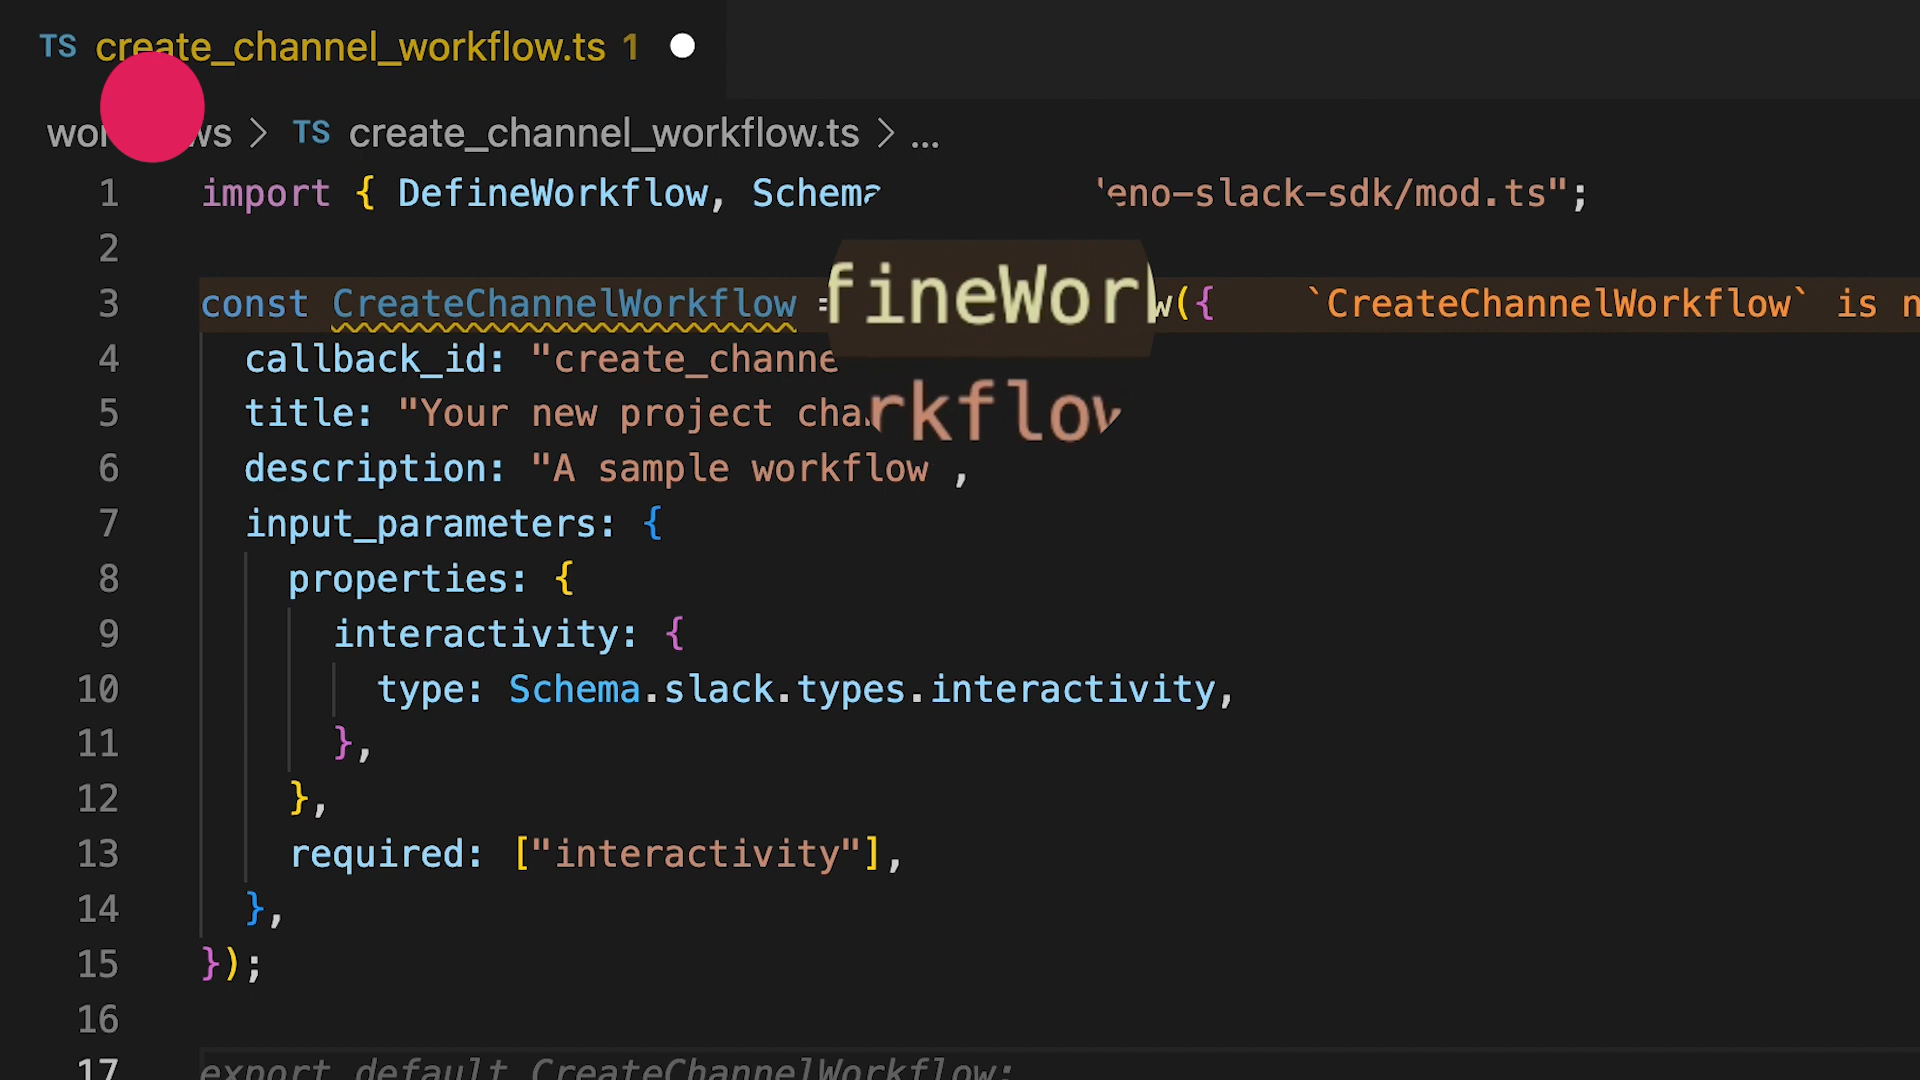 TS create_channel_workflow.ts 1
TS create_channel_workflow.ts > ...
1 import { DefineWorkflow, Schema eno-slack-sdk/mod.ts";
2
3 const CreateChannelWorkflow = fineWor w({ `CreateChannelWorkflow` is n
4 callback_id: "create_channe
5 title: "Your new project cha rkflow
6 description: "A sample workflow ,
7 input_parameters: {
8 properties: {
9 interactivity: {
10 type: Schema.slack.types.interactivity,
11 },
12 },
13 required: ["interactivity"],
14 },
15 });
16
17 export default CreateChannelWorkflow;